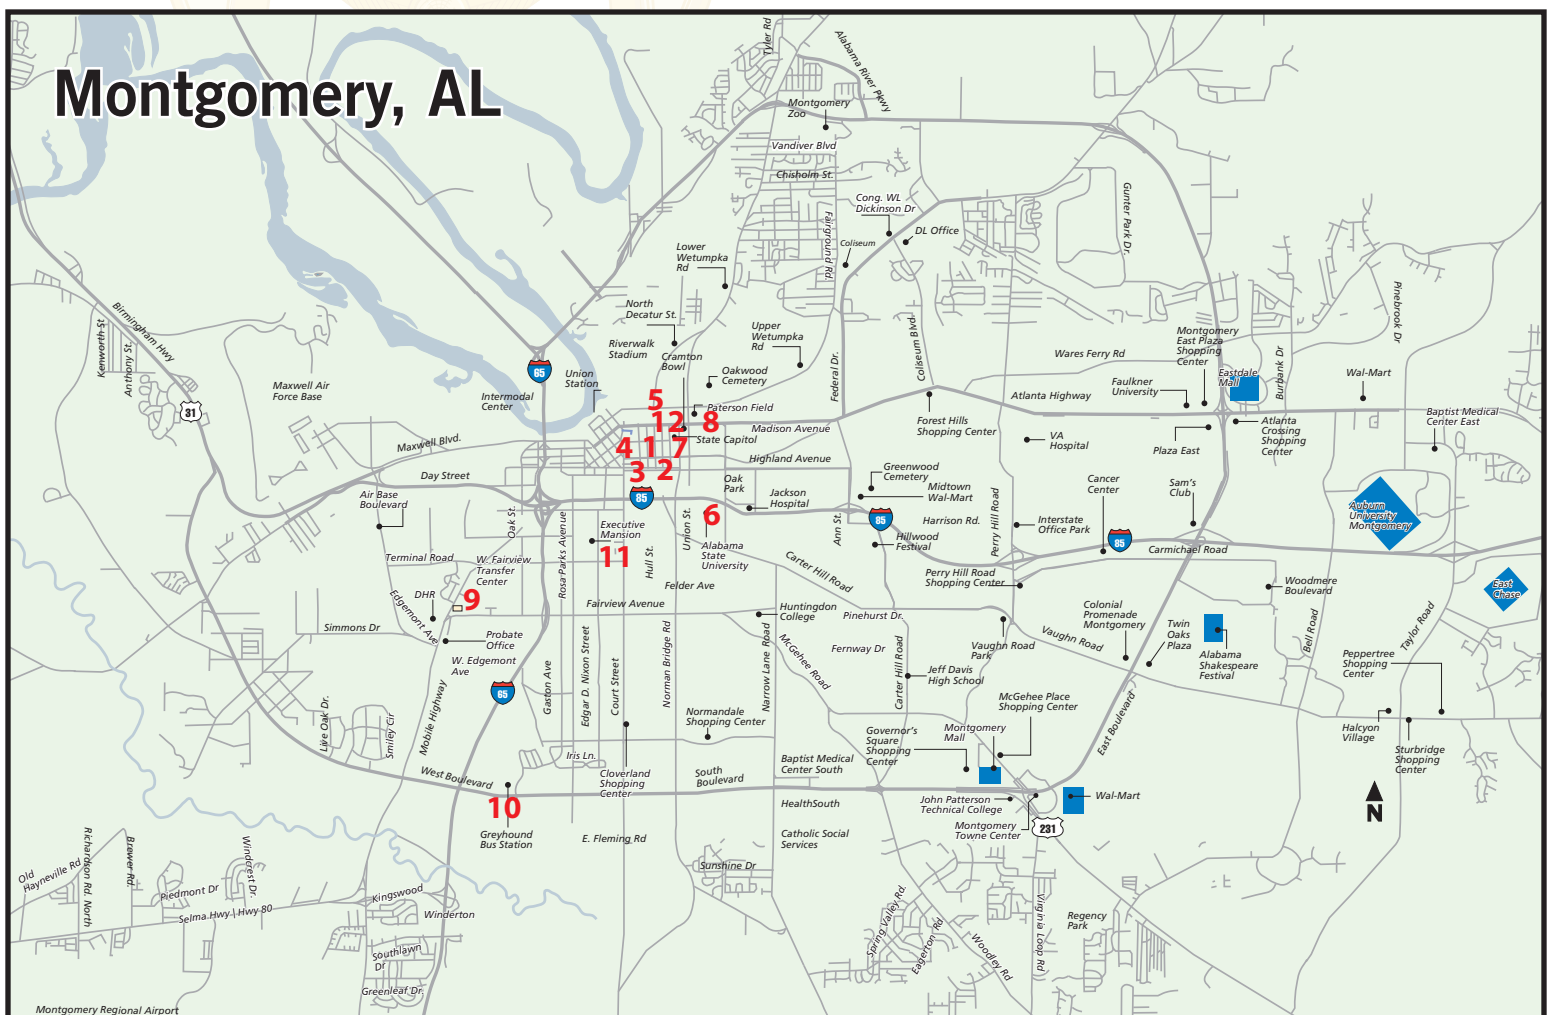 Montgomery, AL
Tyler Rd
Alabama River Pkwy
Montgomery
Zoo
Vandiver Blvd
Chisholm St.
Cong. WL
Dickinson Dr
Fairground Rd.
Gunter Park Dr.
DL Office
Coliseum
Lower
Wetumpka
Rd
North
Decatur St.
Upper
Wetumpka
Rd
Riverwalk
Stadium
Cramton
Bowl
Coliseum Blvd
Federal Dr.
Pinebrook Dr
Birmingham Hwy
Kenworth St
Anthony St.
Montgomery
East Plaza
Shopping
Center
Wares Ferry Rd
Burbank Dr
65
Union
Station
Oakwood
Cemetery
Eastdale
Mall
Wal-Mart
Maxwell Air
Force Base
Faulkner
University
Intermodal
Center
Atlanta Highway
31
5
Paterson Field
12
8
Forest Hills
Shopping Center
Baptist Medical
Center East
Atlanta
Crossing
Shopping
Center
Madison Avenue
Maxwell Blvd.
4
1
7
State Capitol
VA
Hospital
Plaza East
3
2
Highland Avenue
Day Street
Greenwood
Cemetery
Oak
Park
Midtown
Wal-Mart
Cancer
Center
Sam's
Club
Air Base
Boulevard
85
Jackson
Hospital
Auburn
University
Montgomery
Oak St.
Rosa Parks Avenue
Executive
Mansion
6
Union St.
Ann St.
85
Harrison Rd.
Perry Hill Road
Interstate
Office Park
85
Carmichael Road
Hillwood
Festival
Terminal Road
W. Fairview
Transfer
Center
11
Hull St.
Alabama
State
University
Carter Hill Road
Perry Hill Road
Shopping Center
Woodmere
Boulevard
East
Chase
DHR
9
Felder Ave
Edgemont Ave
Fairview Avenue
Huntingdon
College
Pinehurst Dr.
Colonial
Promenade
Montgomery
Simmons Dr
Probate
Office
Vaughn Road
Twin
Oaks
Plaza
Bell Road
Taylor Road
W. Edgemont
Ave
McGehee Road
Fernway Dr
Vaughn Road
Park
Alabama
Shakespeare
Festival
Peppertree
Shopping
Center
65
Gaston Ave
Edgar D. Nixon Street
Court Street
Norman Bridge Rd
Narrow Lane Road
Carter Hill Road
Jeff Davis
High School
McGehee Place
Shopping Center
Live Oak Dr.
Smiley Cir
Mobile Highway
Normandale
Shopping Center
Governor's
Square
Shopping
Center
Montgomery
Mall
East Boulevard
Halcyon
Village
Sturbridge
Shopping
Center
Iris Ln.
West Boulevard
Cloverland
Shopping
Center
South
Boulevard
Baptist Medical
Center South
10
HealthSouth
John Patterson
Technical College
Wal-Mart
N
Greyhound
Bus Station
E. Fleming Rd
Catholic Social
Services
Montgomery
Towne Center
231
Old
Hayneville Rd
Richardson Rd. North
Brewer Rd.
Windcrest Dr.
Sunshine Dr
Piedmont Dr
Kingswood
Selma Hwy
Hwy 80
Winderton
Spring Valley Rd.
Eagerton Rd
Woodley Rd
Virginia Loop Rd
Regency
Park
Southlawn
Dr
Greenleaf Dr.
Montgomery Regional Airport